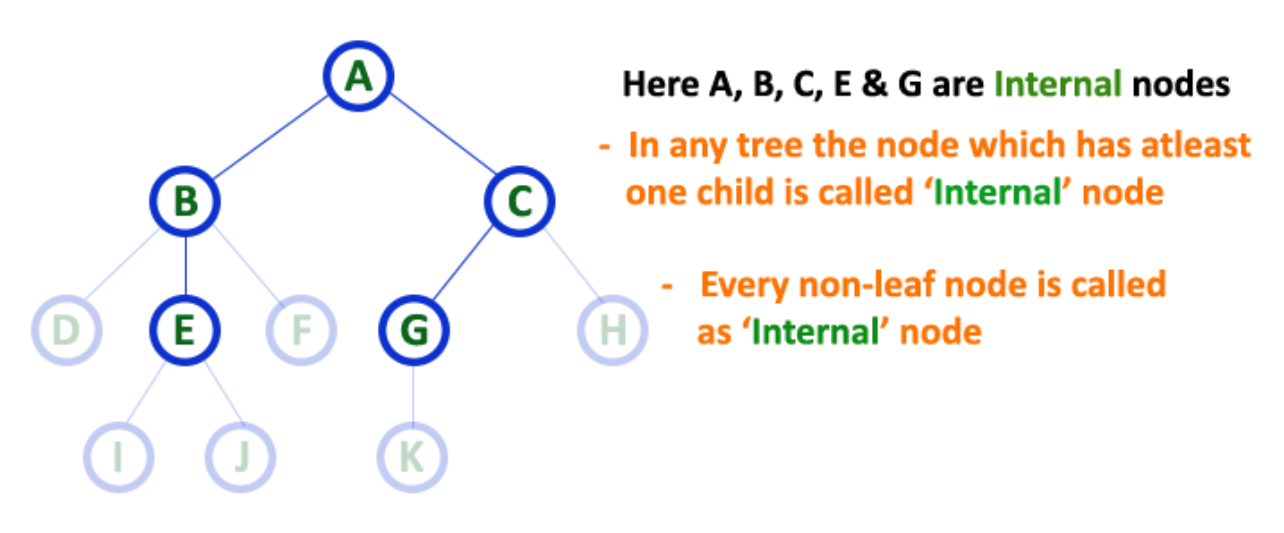 A
Here A, B, C, E & G are Internal nodes
- In any tree the node which has atleast
one child is called ‘Internal’ node
B
C
- Every non-leaf node is called
as ‘Internal’ node
D
E
F
G
H
I
J
K